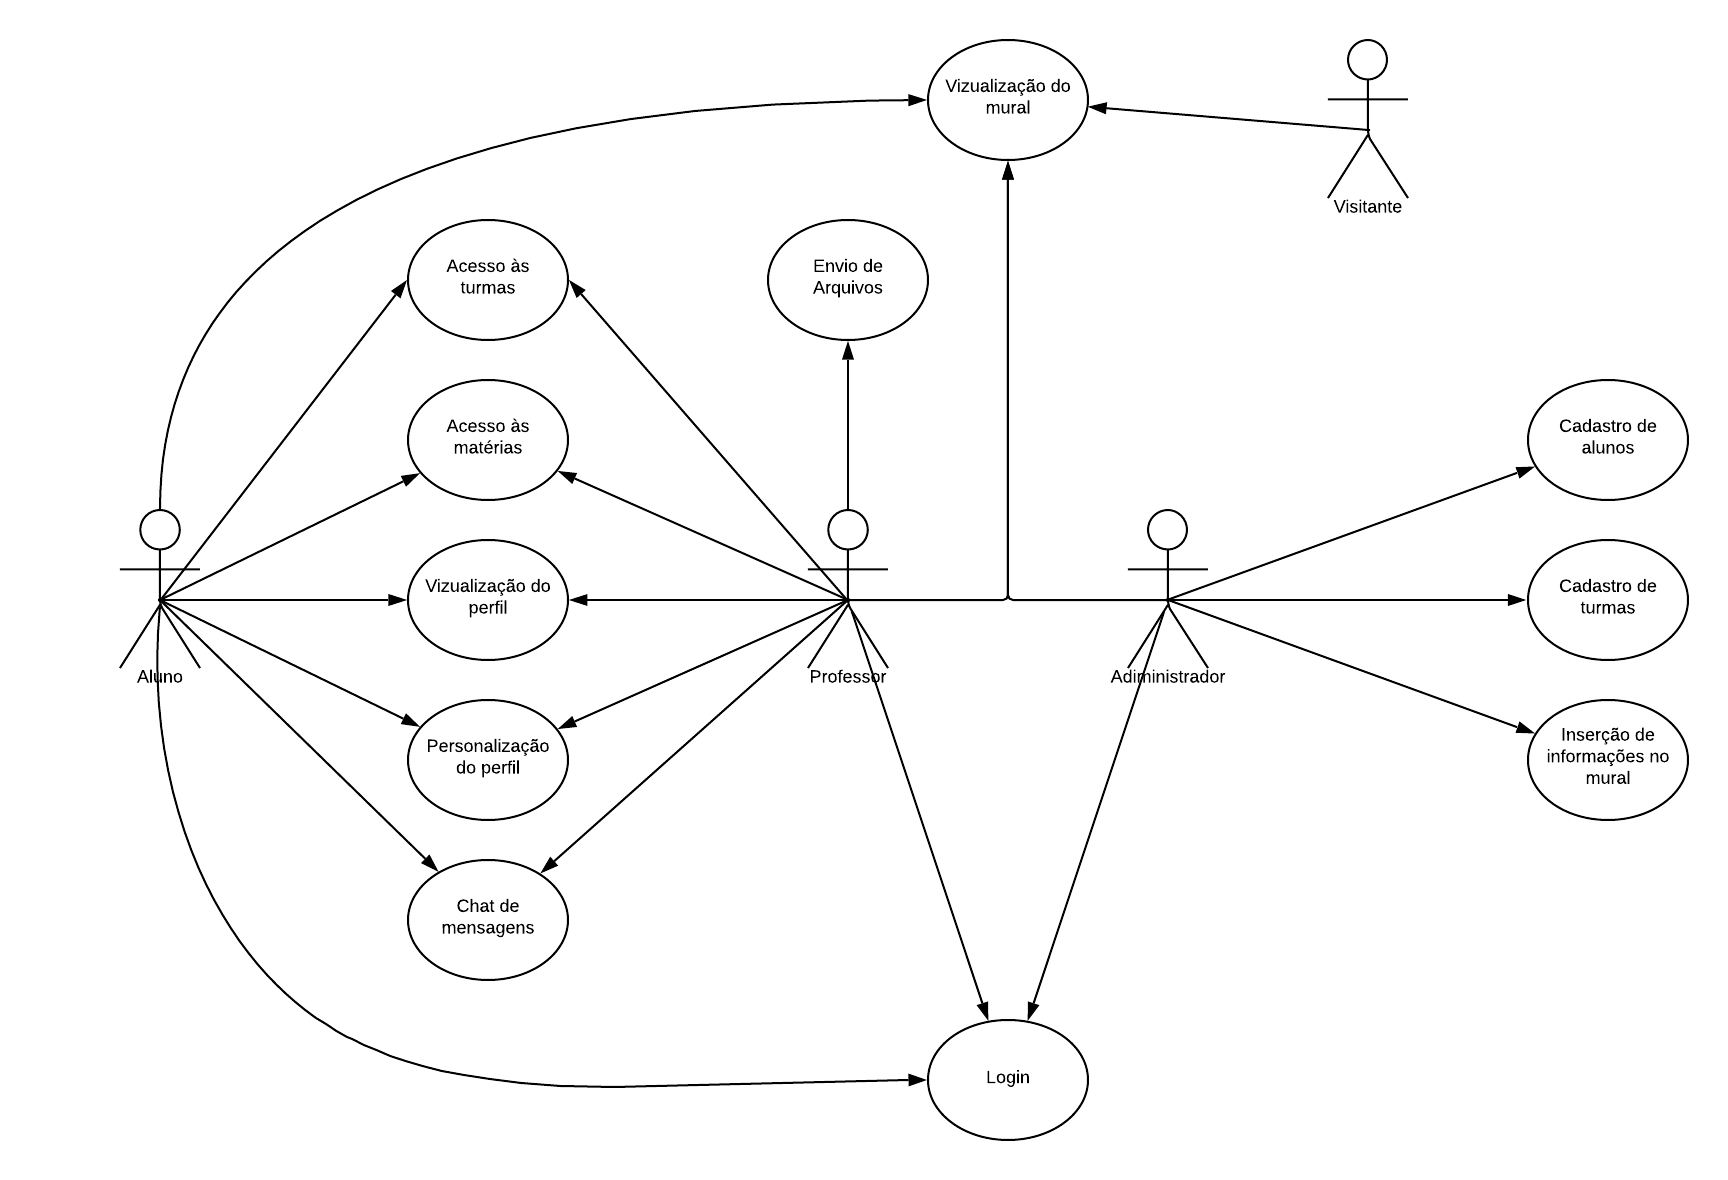 Vizualização do
mural
Visitante
Acesso às
turmas
Envio de
Arquivos
Acesso às
matérias
Cadastro de
alunos
Vizualização do
perfil
Cadastro de
turmas
Aluno
Professor
Adiministrador
Personalização
do perfil
Inserção de
informações no
mural
Chat de
mensagens
Login